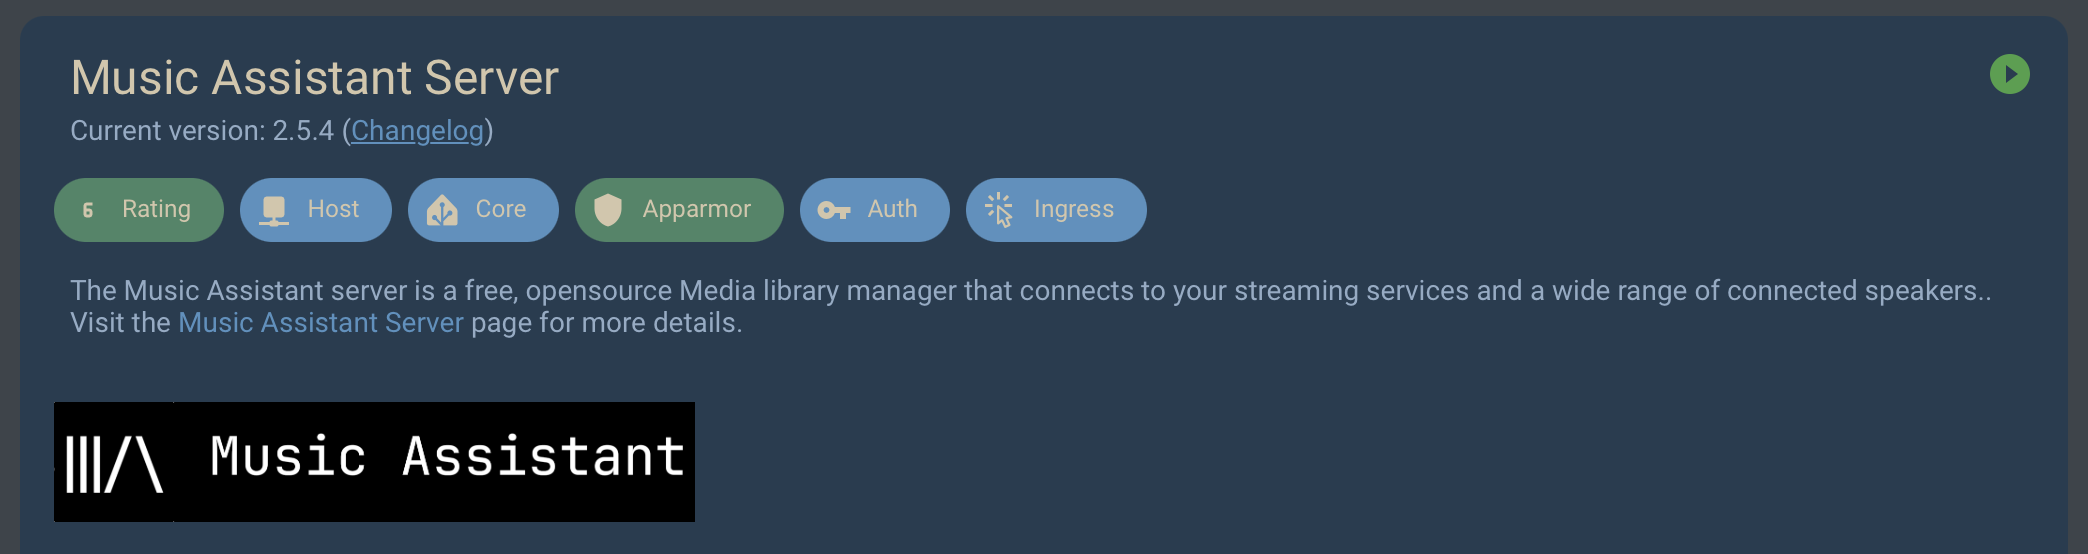 Music Assistant Server
Current version: 2.5.4 (Changelog)
6 Rating Host Core Apparmor Auth Ingress
The Music Assistant server is a free, opensource Media library manager that connects to your streaming services and a wide range of connected speakers..
Visit the Music Assistant Server page for more details.
Music Assistant